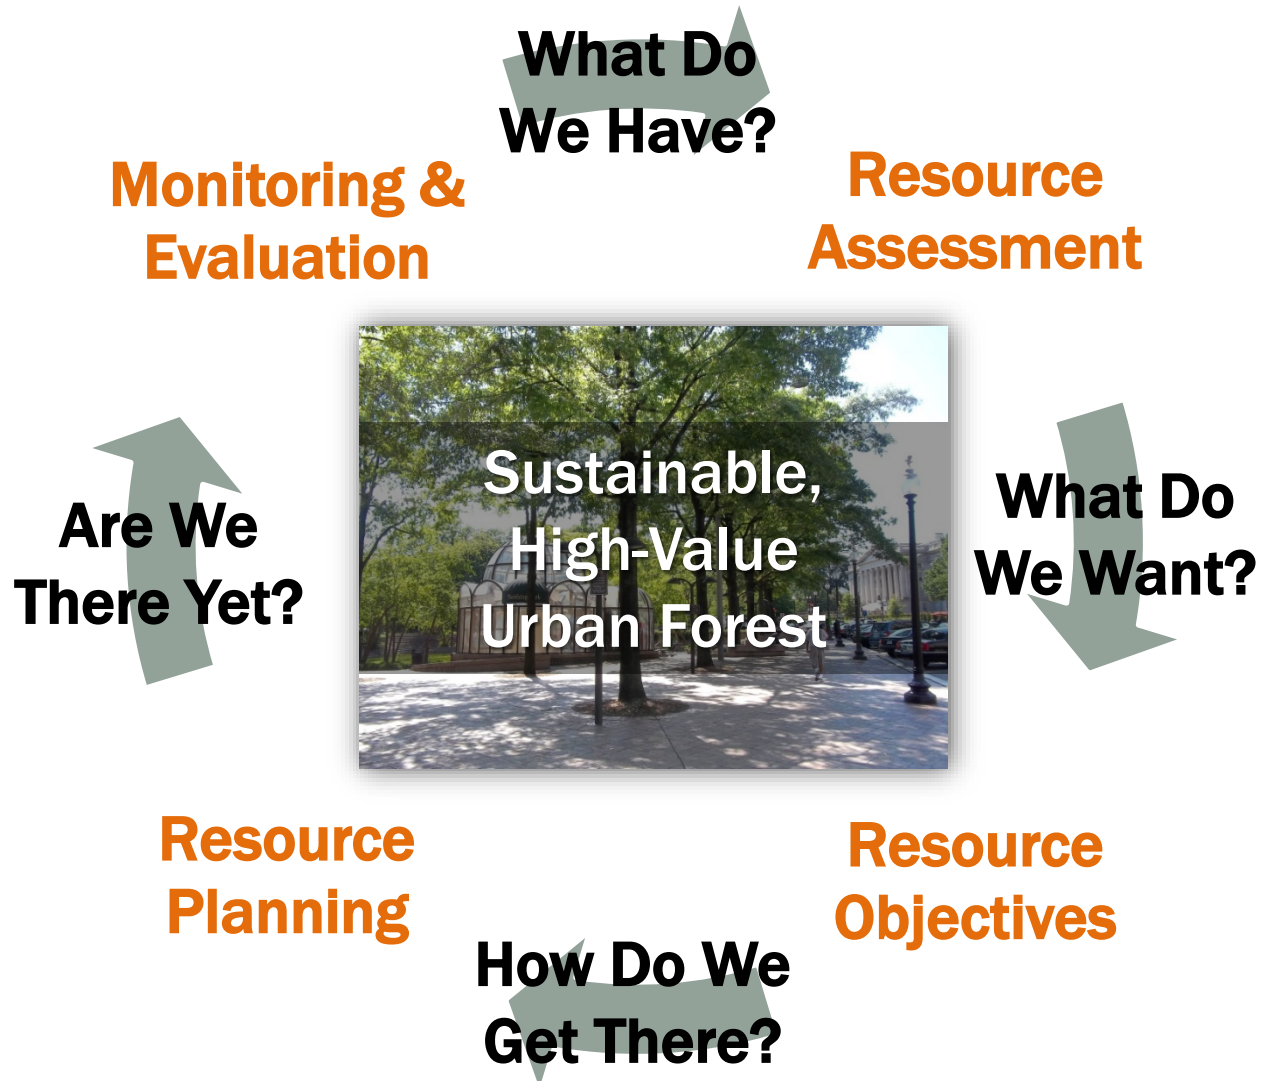 What Do
We Have?
Resource
Assessment
What Do
We Want?
Resource
Objectives
How Do We
Get There?
Resource
Planning
Are We
There Yet?
Monitoring &
Evaluation
Sustainable,
High-Value
Urban Forest